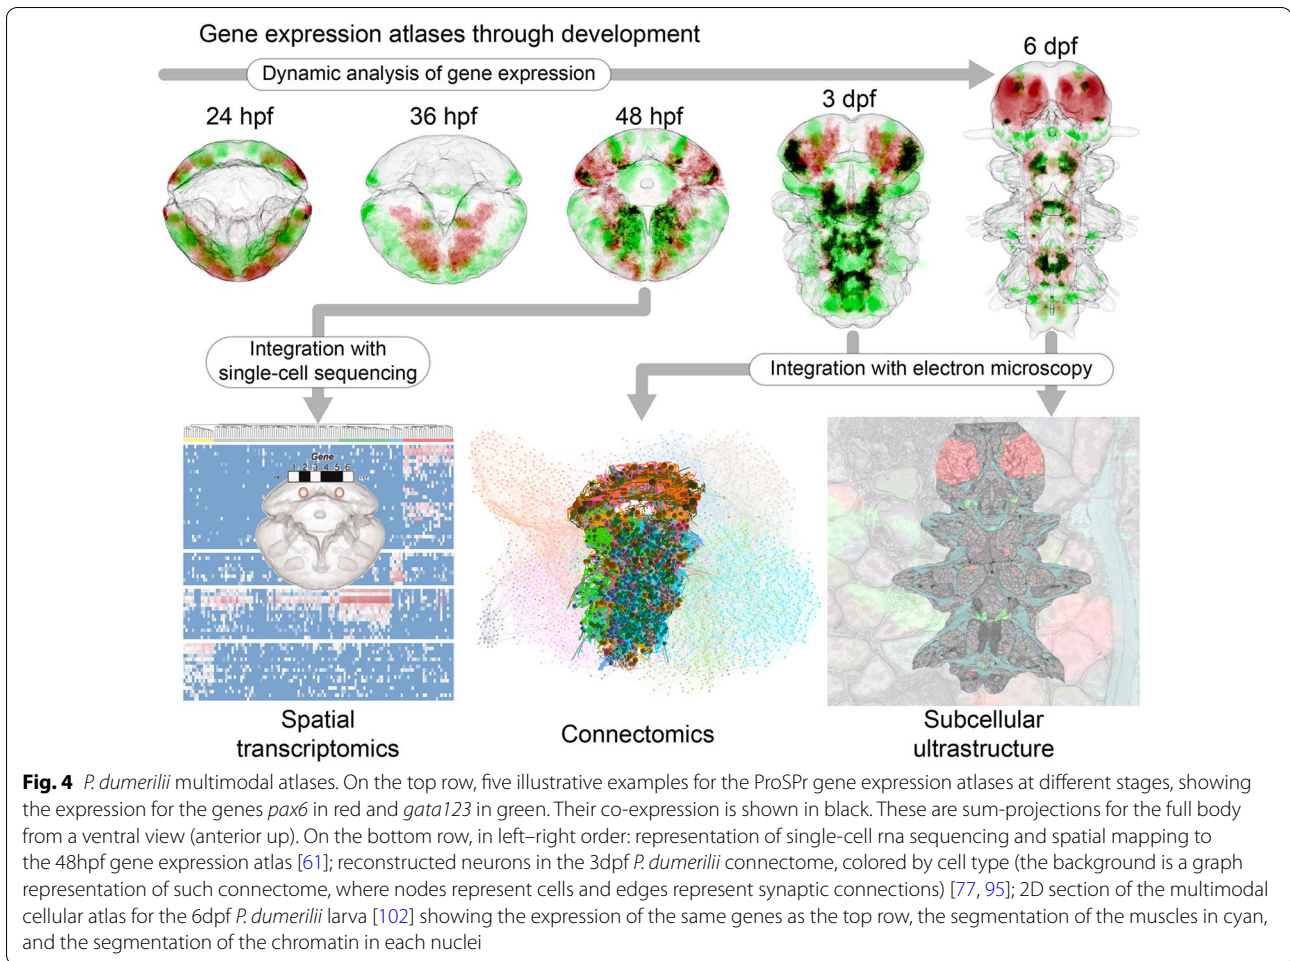 Gene expression atlases through development
Dynamic analysis of gene expression
24 hpf
36 hpf
48 hpf
3 dpf
6 dpf
Integration with
single-cell sequencing
Integration with electron microscopy
Gene
1 2 3 4 5 6
Spatial
transcriptomics
Connectomics
Subcellular
ultrastructure
Fig. 4 P. dumerilii multimodal atlases. On the top row, five illustrative examples for the ProSPr gene expression atlases at different stages, showing
the expression for the genes pax6 in red and gata123 in green. Their co-expression is shown in black. These are sum-projections for the full body
from a ventral view (anterior up). On the bottom row, in left–right order: representation of single-cell rna sequencing and spatial mapping to
the 48hpf gene expression atlas [61]; reconstructed neurons in the 3dpf P. dumerilii connectome, colored by cell type (the background is a graph
representation of such connectome, where nodes represent cells and edges represent synaptic connections) [77, 95]; 2D section of the multimodal
cellular atlas for the 6dpf P. dumerilii larva [102] showing the expression of the same genes as the top row, the segmentation of the muscles in cyan,
and the segmentation of the chromatin in each nuclei